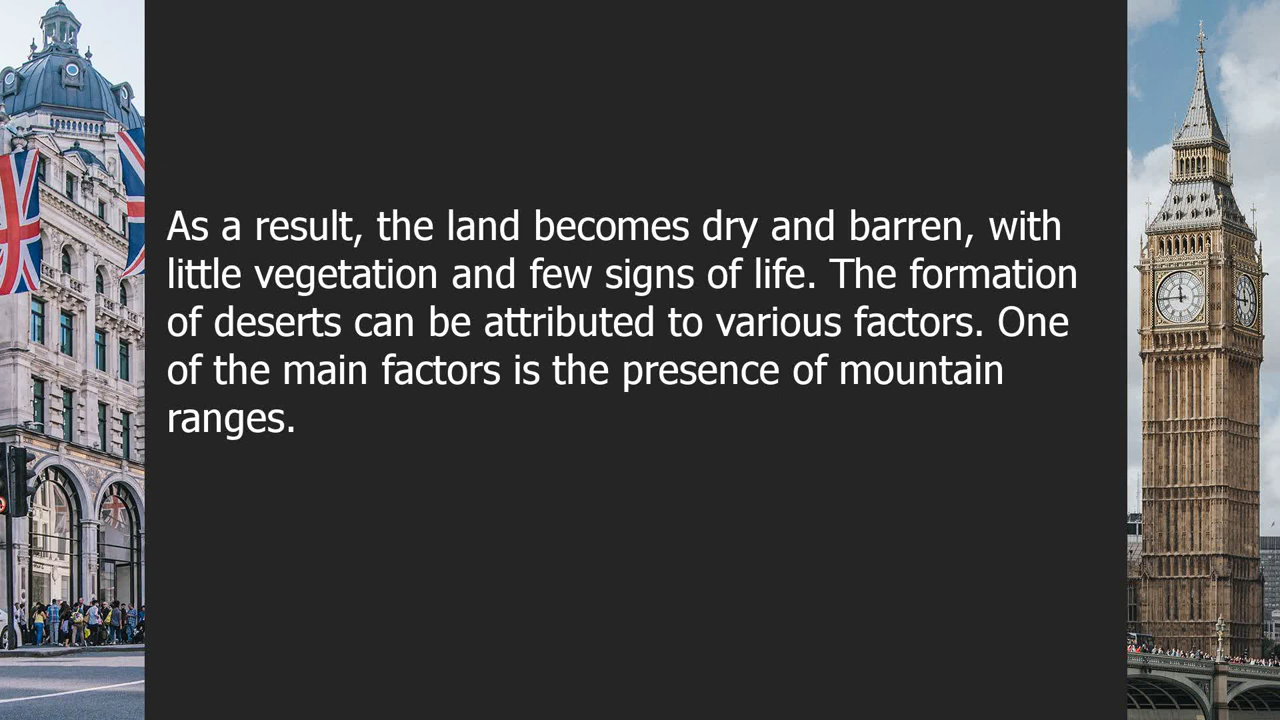 As a result, the land becomes dry and barren, with
little vegetation and few signs of life. The formation
of deserts can be attributed to various factors. One
of the main factors is the presence of mountain
ranges.